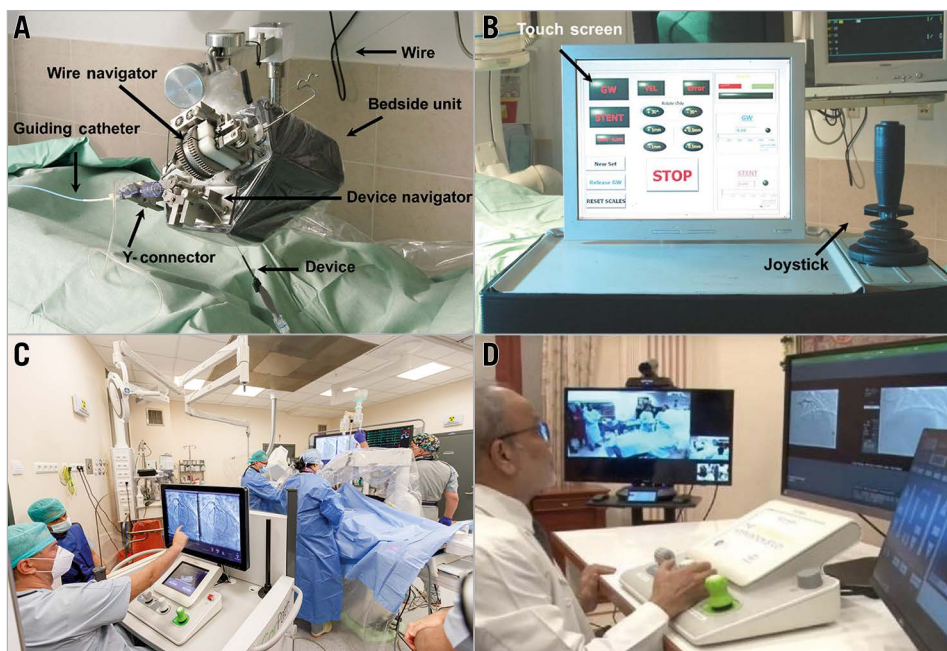 A
Wire
Wire navigator
Bedside unit
Guiding catheter
Device navigator
Y-connector
Device
B
Touch screen
GW
STENT
New Set
Release GW
RESET SCALES
STOP
GW
STENT
Joystick
C
D